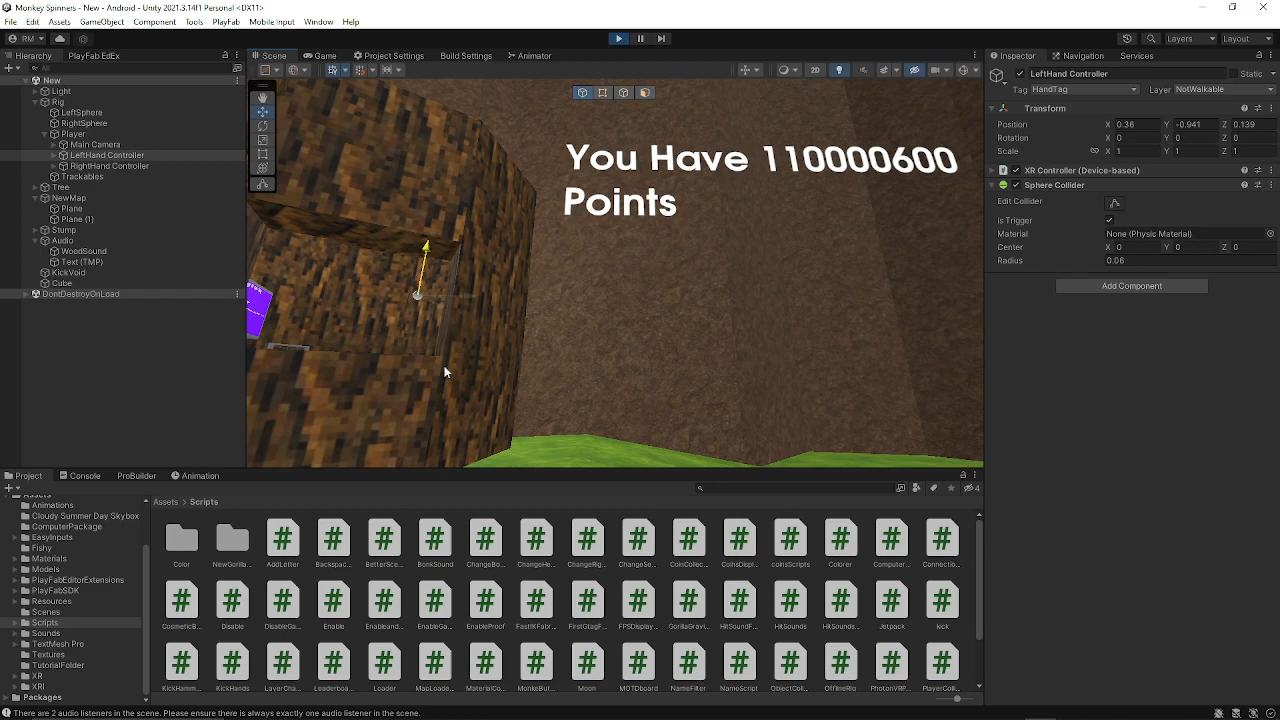 Monkey Spinners - New - Android - Unity 2021.3.14f1 Personal <DX11>
File Edit Assets GameObject Component Tools PlayFab Mobile Input Window Help
RM Layers Layout
Hierarchy PlayFab EdEx Scene Game Project Settings Build Settings Animator Inspector Navigation Services
All 2D
New
Light
Rig
LeftSphere
RightSphere
Player
Main Camera
LeftHand Controller
RightHand Controller
Trackables
Tree
NewMap
Plane
Plane (1)
Stump
Audio
WoodSound
Text (TMP)
KickVoid
Cube
DontDestroyOnLoad
You Have 110000600
Points
LeftHand Controller Static
Tag HandTag Layer NotWalkable
Transform
Position X 0.36 Y -0.941 Z 0.139
Rotation X 0 Y 0 Z 0
Scale X 1 Y 1 Z 1
XR Controller (Device-based)
Sphere Collider
Edit Collider
Is Trigger
Material None (Physic Material)
Center X 0 Y 0 Z 0
Radius 0.06
Add Component
Project Console ProBuilder Animation
4
Assets
Animations
Cloudy Summer Day Skybox
ComputerPackage
EasyInputs
Fishy
Materials
Models
PlayFabEditorExtensions
PlayFabSDK
Resources
Scenes
Scripts
Sounds
TextMesh Pro
Textures
TutorialFolder
XR
XRI
Packages
Assets > Scripts
Color NewGorilla... AddLetter Backspac... BetterSce... BonkSound ChangeBo... ChangeHe... ChangeRig... ChangeSe... CoinCollec... CoinsDispl... coinsScripts Colorer Computer... Connectio...
CosmeticB... Disable DisableGa... Enable Enableand... EnableGa... EnableProof FastIKFabr... FirstGtagF... FPSDisplay... GorillaGravi... HitSoundF... HitSounds HitSounds... Jetpack kick
KickHamm... KickHands LayerCha... Leaderboa... Loader MapLoade... MaterialCo... MonkeBut... Moon MOTDboard NameFilter NameScript ObjectColl... OfflineRig PhotonVRP... PlayerColl...
There are 2 audio listeners in the scene. Please ensure there is always exactly one audio listener in the scene.